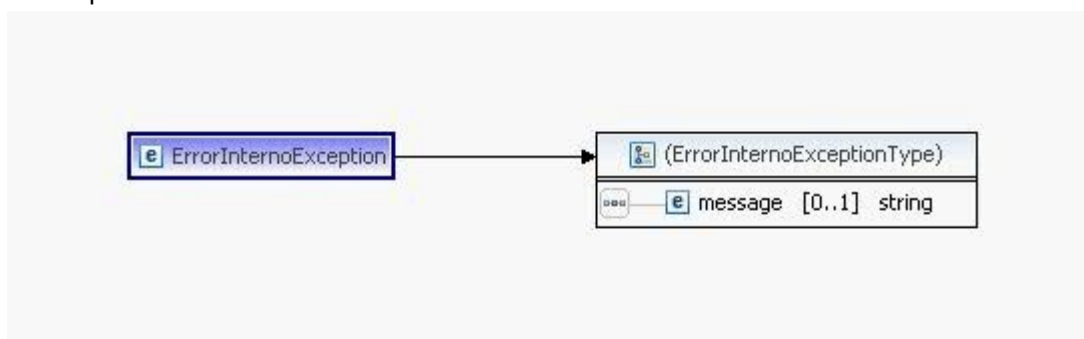 e ErrorInternoException
(ErrorInternoExceptionType)
e message [0..1] string